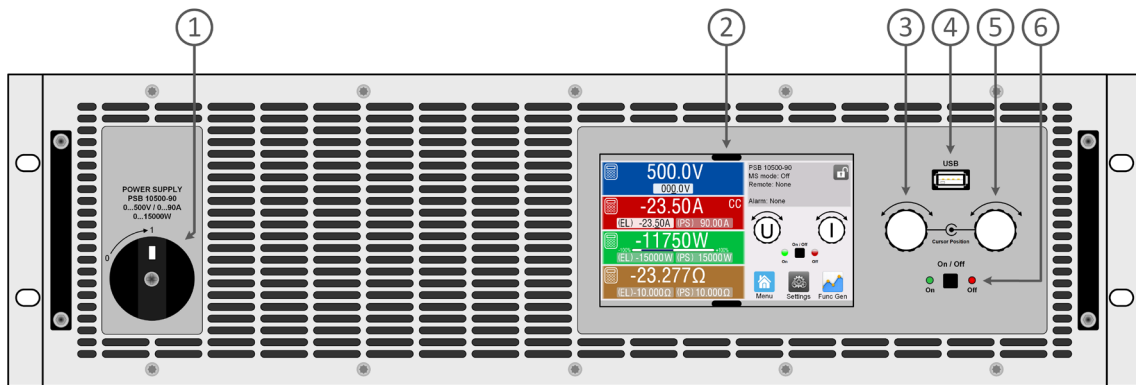 1
2
3
4
5
6
POWER SUPPLY
PSB 10500-90
0...500V / 0...90A
0...15000W
0
1
500.0V
000.0V
-23.50A CC
(EL) -23.50A (PS) 90.00A
-11750W
-100% +100%
(EL)-15000W (PS) 15000W
-23.277Ω
(EL)-10.000Ω (PS)10.000Ω
PSB 10500-90
MS mode: Off
Remote: None
Alarm: None
U
I
On / Off
On
Off
Menu
Settings
Func Gen
USB
Cursor Position
On / Off
On
Off